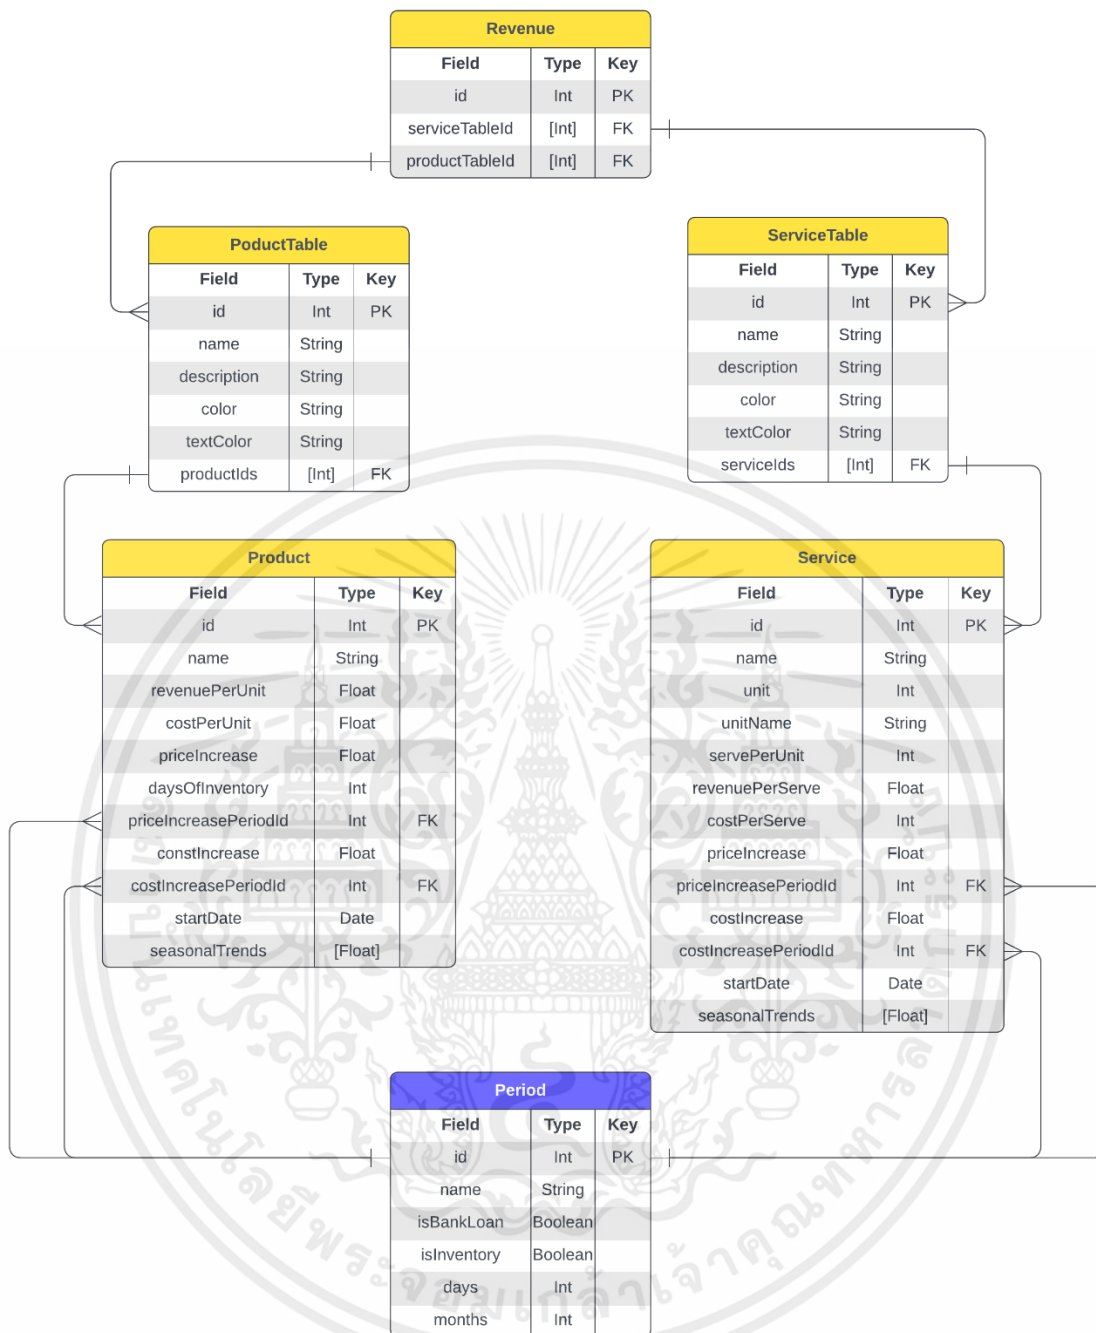 Revenue
Field Type Key
id Int PK
serviceTableId [Int] FK
productTableId [Int] FK
PoductTable
Field Type Key
id Int PK
name String
description String
color String
textColor String
productIds [Int] FK
ServiceTable
Field Type Key
id Int PK
name String
description String
color String
textColor String
serviceIds [Int] FK
Product
Field Type Key
id Int PK
name String
revenuePerUnit Float
costPerUnit Float
priceIncrease Float
daysOfInventory Int
priceIncreasePeriodId Int FK
constIncrease Float
costIncreasePeriodId Int FK
startDate Date
seasonalTrends [Float]
Service
Field Type Key
id Int PK
name String
unit Int
unitName String
servePerUnit Int
revenuePerServe Float
costPerServe Int
priceIncrease Float
priceIncreasePeriodId Int FK
costIncrease Float
costIncreasePeriodId Int FK
startDate Date
seasonalTrends [Float]
Period
Field Type Key
id Int PK
name String
isBankLoan Boolean
isInventory Boolean
days Int
months Int